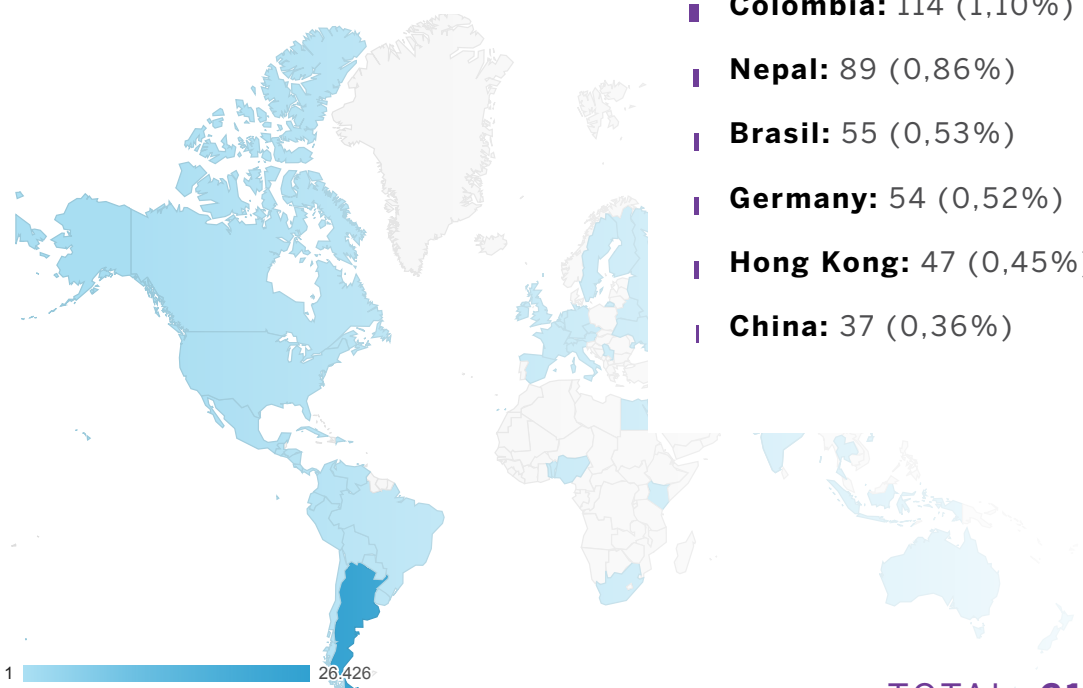 Colombia: 114 (1,10%)
Nepal: 89 (0,86%)
Brasil: 55 (0,53%)
Germany: 54 (0,52%)
Hong Kong: 47 (0,45%)
China: 37 (0,36%)
1 26.426